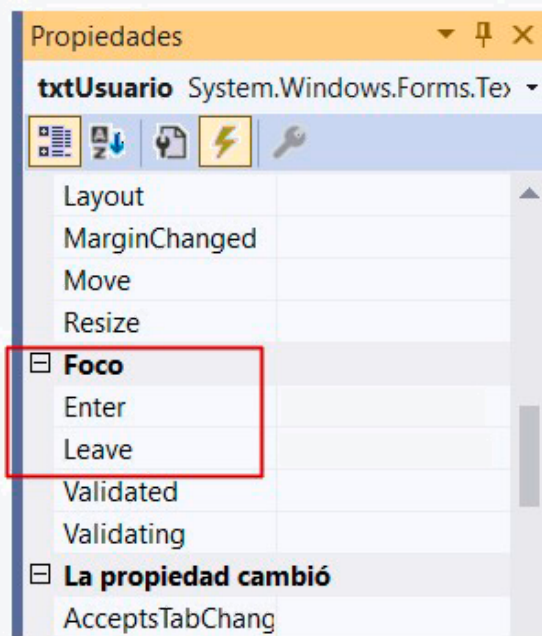 Propiedades
txtUsuario System.Windows.Forms.Tex
Layout
MarginChanged
Move
Resize
Foco
Enter
Leave
Validated
Validating
La propiedad cambió
AcceptsTabChang